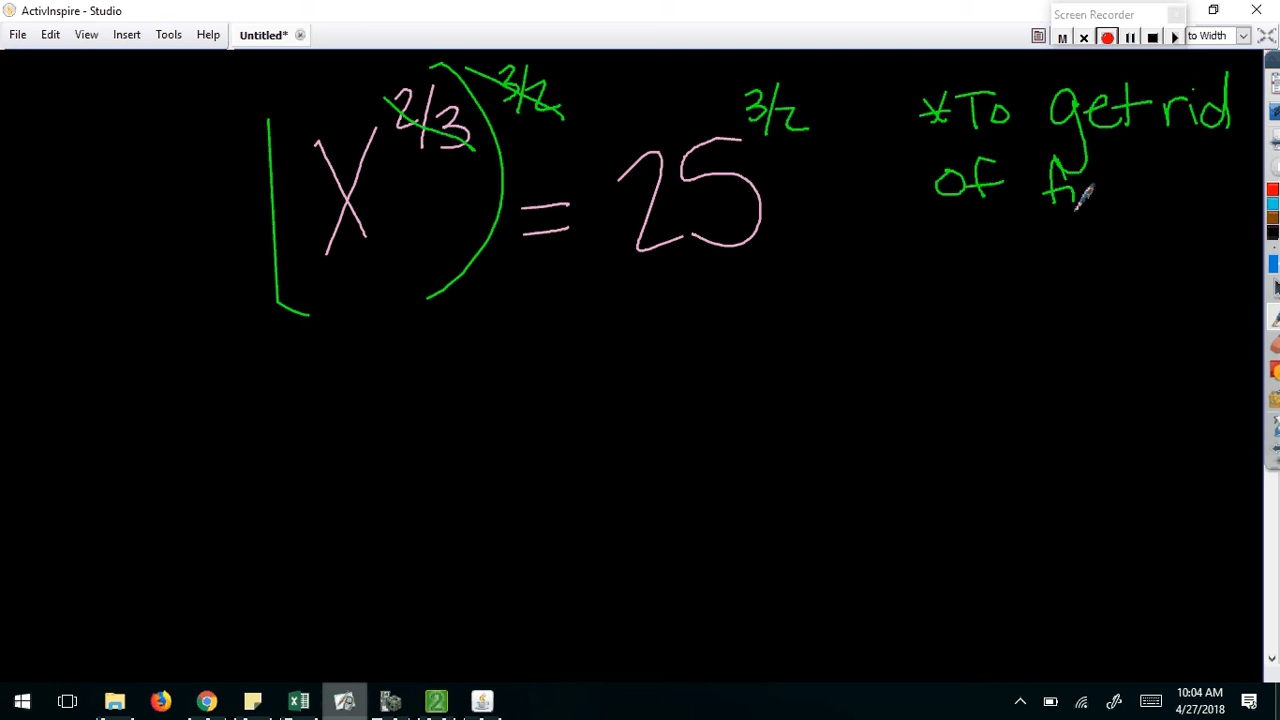 ActivInspire - Studio
Screen Recorder
File Edit View Insert Tools Help Untitled*
M
to Width
(X^2/3)^3/2 = 25^3/2
*To get rid
of
10:04 AM
4/27/2018